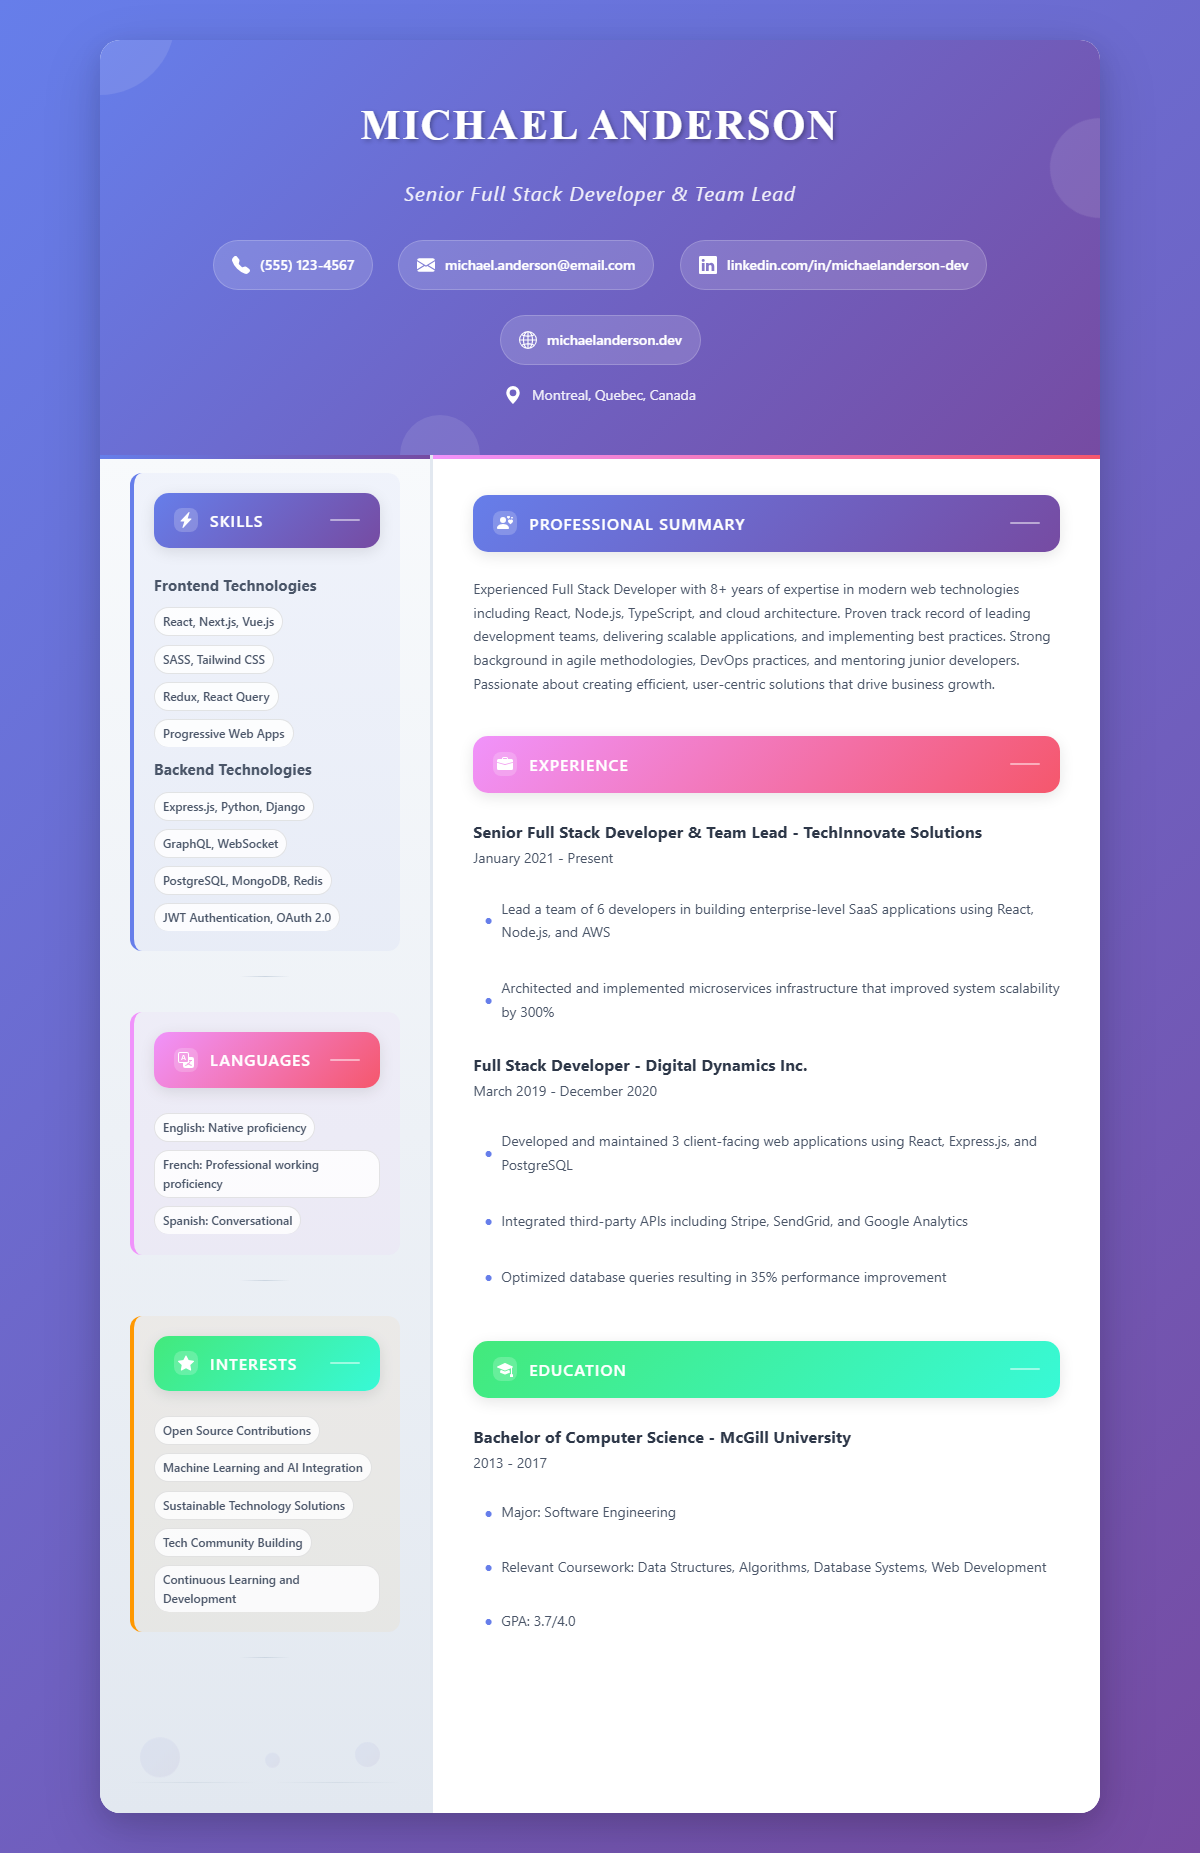 MICHAEL ANDERSON
Senior Full Stack Developer & Team Lead
(555) 123-4567
michael.anderson@email.com
linkedin.com/in/michaelanderson-dev
michaelanderson.dev
Montreal, Quebec, Canada
SKILLS
Frontend Technologies
React, Next.js, Vue.js
SASS, Tailwind CSS
Redux, React Query
Progressive Web Apps
Backend Technologies
Express.js, Python, Django
GraphQL, WebSocket
PostgreSQL, MongoDB, Redis
JWT Authentication, OAuth 2.0
LANGUAGES
English: Native proficiency
French: Professional working
proficiency
Spanish: Conversational
INTERESTS
Open Source Contributions
Machine Learning and AI Integration
Sustainable Technology Solutions
Tech Community Building
Continuous Learning and
Development
PROFESSIONAL SUMMARY
Experienced Full Stack Developer with 8+ years of expertise in modern web technologies
including React, Node.js, TypeScript, and cloud architecture. Proven track record of leading
development teams, delivering scalable applications, and implementing best practices. Strong
background in agile methodologies, DevOps practices, and mentoring junior developers.
Passionate about creating efficient, user-centric solutions that drive business growth.
EXPERIENCE
Senior Full Stack Developer & Team Lead - TechInnovate Solutions
January 2021 - Present
Lead a team of 6 developers in building enterprise-level SaaS applications using React,
Node.js, and AWS
Architected and implemented microservices infrastructure that improved system scalability
by 300%
Full Stack Developer - Digital Dynamics Inc.
March 2019 - December 2020
Developed and maintained 3 client-facing web applications using React, Express.js, and
PostgreSQL
Integrated third-party APIs including Stripe, SendGrid, and Google Analytics
Optimized database queries resulting in 35% performance improvement
EDUCATION
Bachelor of Computer Science - McGill University
2013 - 2017
Major: Software Engineering
Relevant Coursework: Data Structures, Algorithms, Database Systems, Web Development
GPA: 3.7/4.0